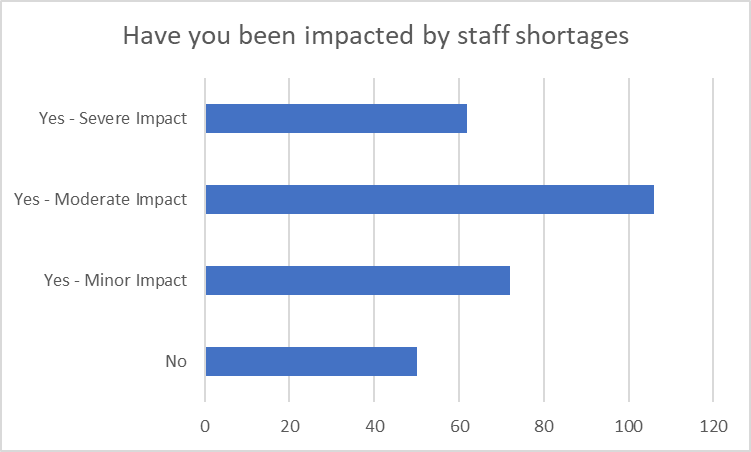 Have you been impacted by staff shortages
Yes - Severe Impact
Yes - Moderate Impact
Yes - Minor Impact
No
0 20 40 60 80 100 120